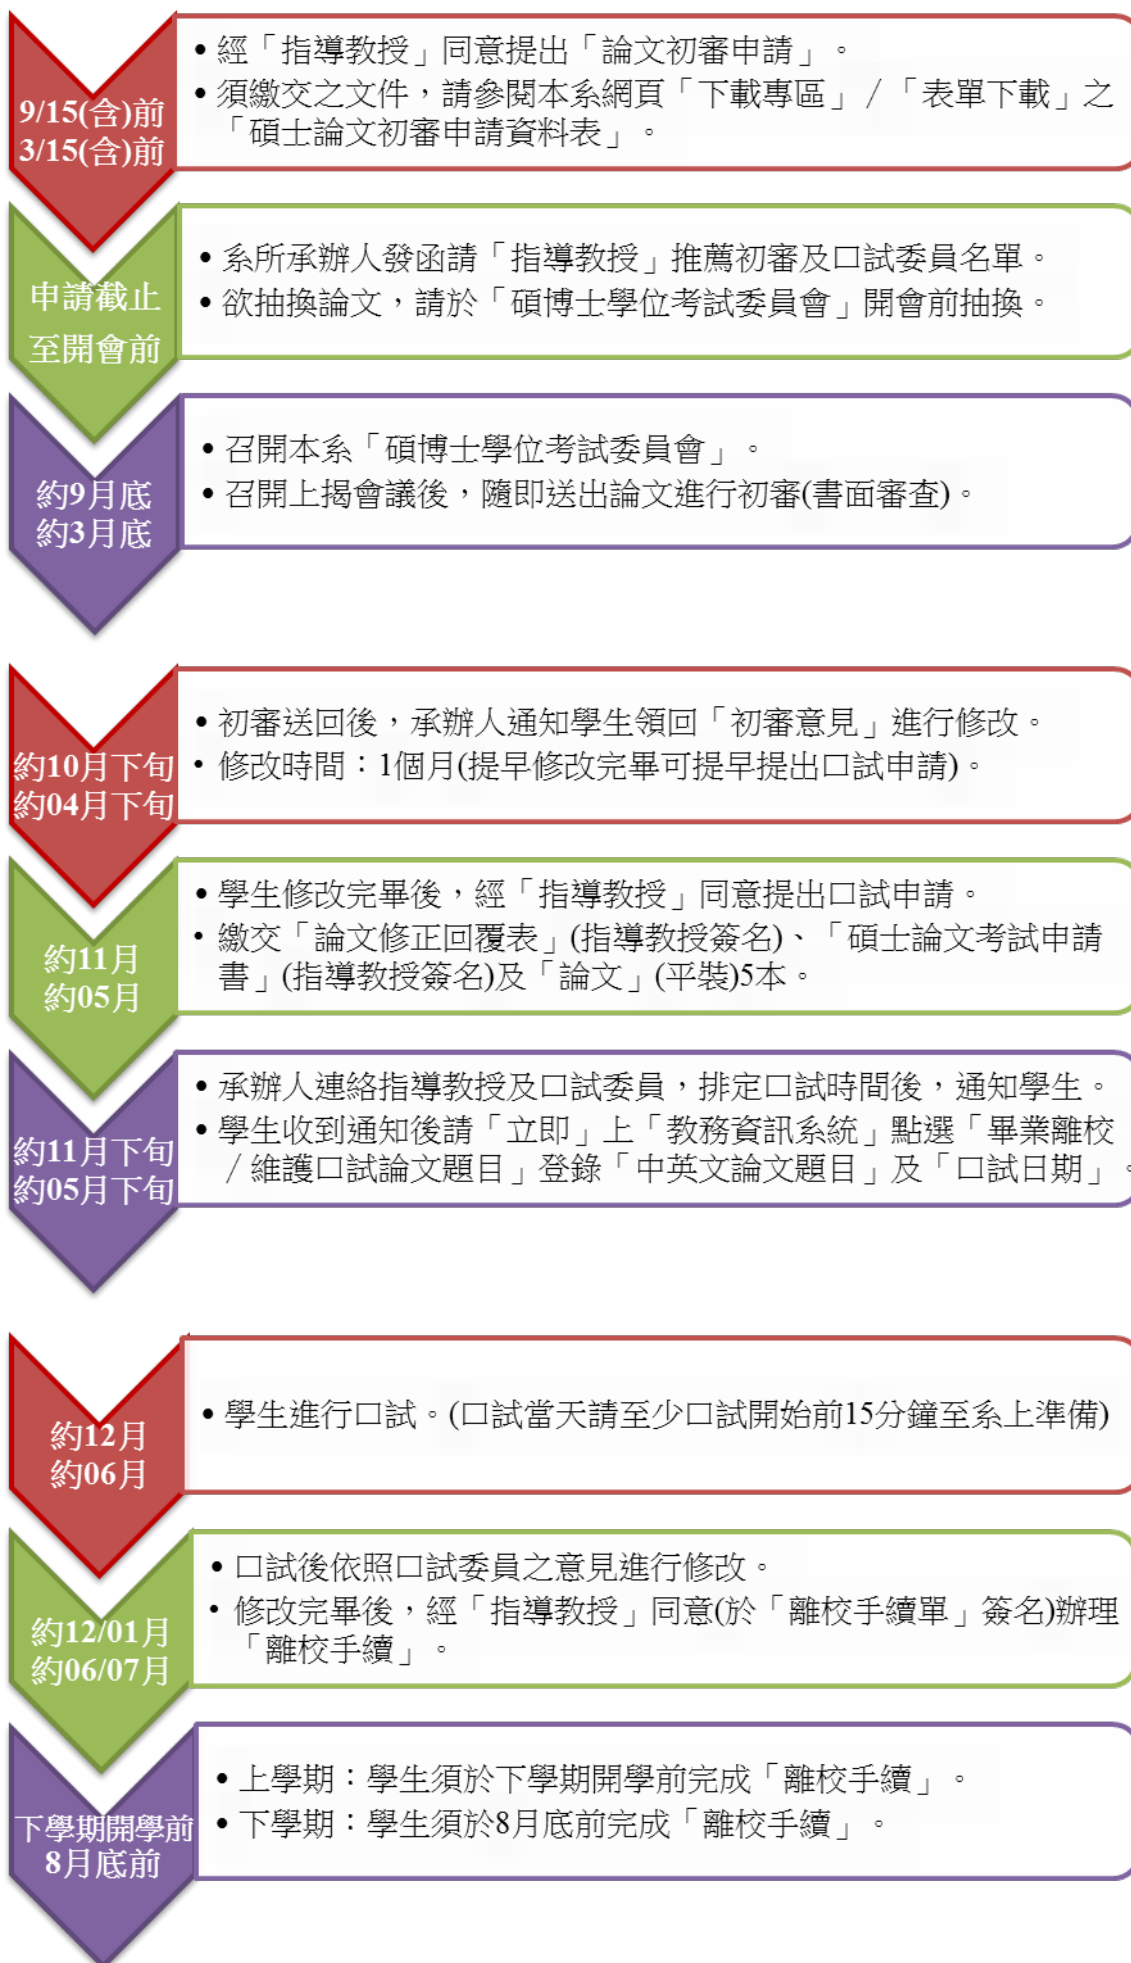 9/15(含)前
3/15(含)前
•經「指導教授」同意提出「論文初審申請」。
•須繳交之文件，請參閱本系網頁「下載專區」／「表單下載」之
「碩士論文初審申請資料表」。
申請截止
至開會前
•系所承辦人發函請「指導教授」推薦初審及口試委員名單。
•欲抽換論文，請於「碩博士學位考試委員會」開會前抽換。
約9月底
約3月底
•召開本系「碩博士學位考試委員會」。
•召開上揭會議後，隨即送出論文進行初審(書面審查)。
約10月下旬
約04月下旬
•初審送回後，承辦人通知學生領回「初審意見」進行修改。
•修改時間：1個月(提早修改完畢可提早提出口試申請)。
約11月
約05月
•學生修改完畢後，經「指導教授」同意提出口試申請。
•繳交「論文修正回覆表」(指導教授簽名)、「碩士論文考試申請
書」(指導教授簽名)及「論文」(平裝)5本。
約11月下旬
約05月下旬
•承辦人連絡指導教授及口試委員，排定口試時間後，通知學生。
•學生收到通知後請「立即」上「教務資訊系統」點選「畢業離校
／維護口試論文題目」登錄「中英文論文題目」及「口試日期」。
約12月
約06月
•學生進行口試。(口試當天請至少口試開始前15分鐘至系上準備)
約12/01月
約06/07月
•口試後依照口試委員之意見進行修改。
•修改完畢後，經「指導教授」同意(於「離校手續單」簽名)辦理
「離校手續」。
下學期開學前
8月底前
•上學期：學生須於下學期開學前完成「離校手續」。
•下學期：學生須於8月底前完成「離校手續」。